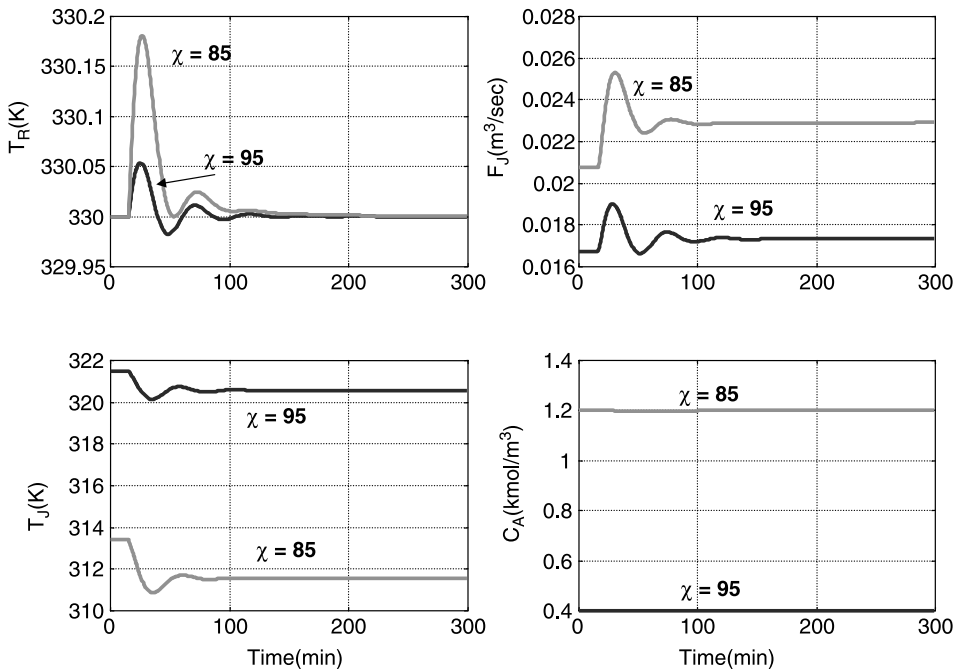 330.2
330.15
330.1
330.05
330
329.95
T_R(K)
χ = 85
χ = 95
0 100 200 300
0.028
0.026
0.024
0.022
0.02
0.018
0.016
F_J(m³/sec)
χ = 85
χ = 95
0 100 200 300
322
320
318
316
314
312
310
T_J(K)
χ = 95
χ = 85
0 100 200 300
Time(min)
1.4
1.2
1
0.8
0.6
0.4
C_A(kmol/m³)
χ = 85
χ = 95
0 100 200 300
Time(min)